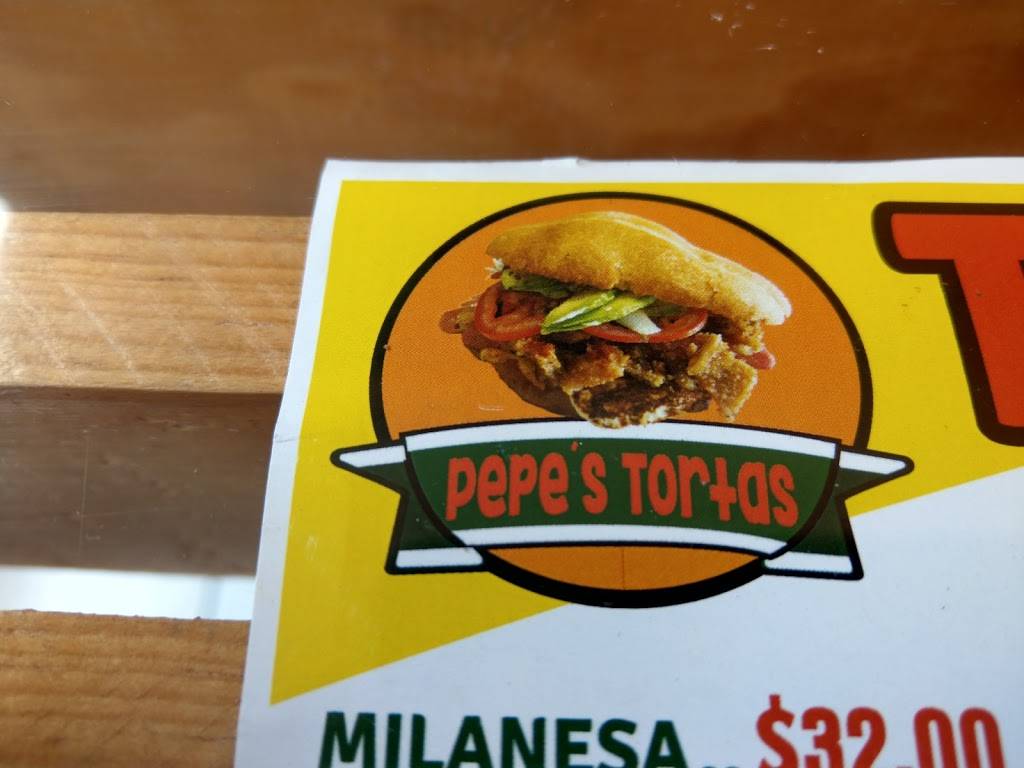 Pepe's Tortas
T
MILANESA.. $32.00